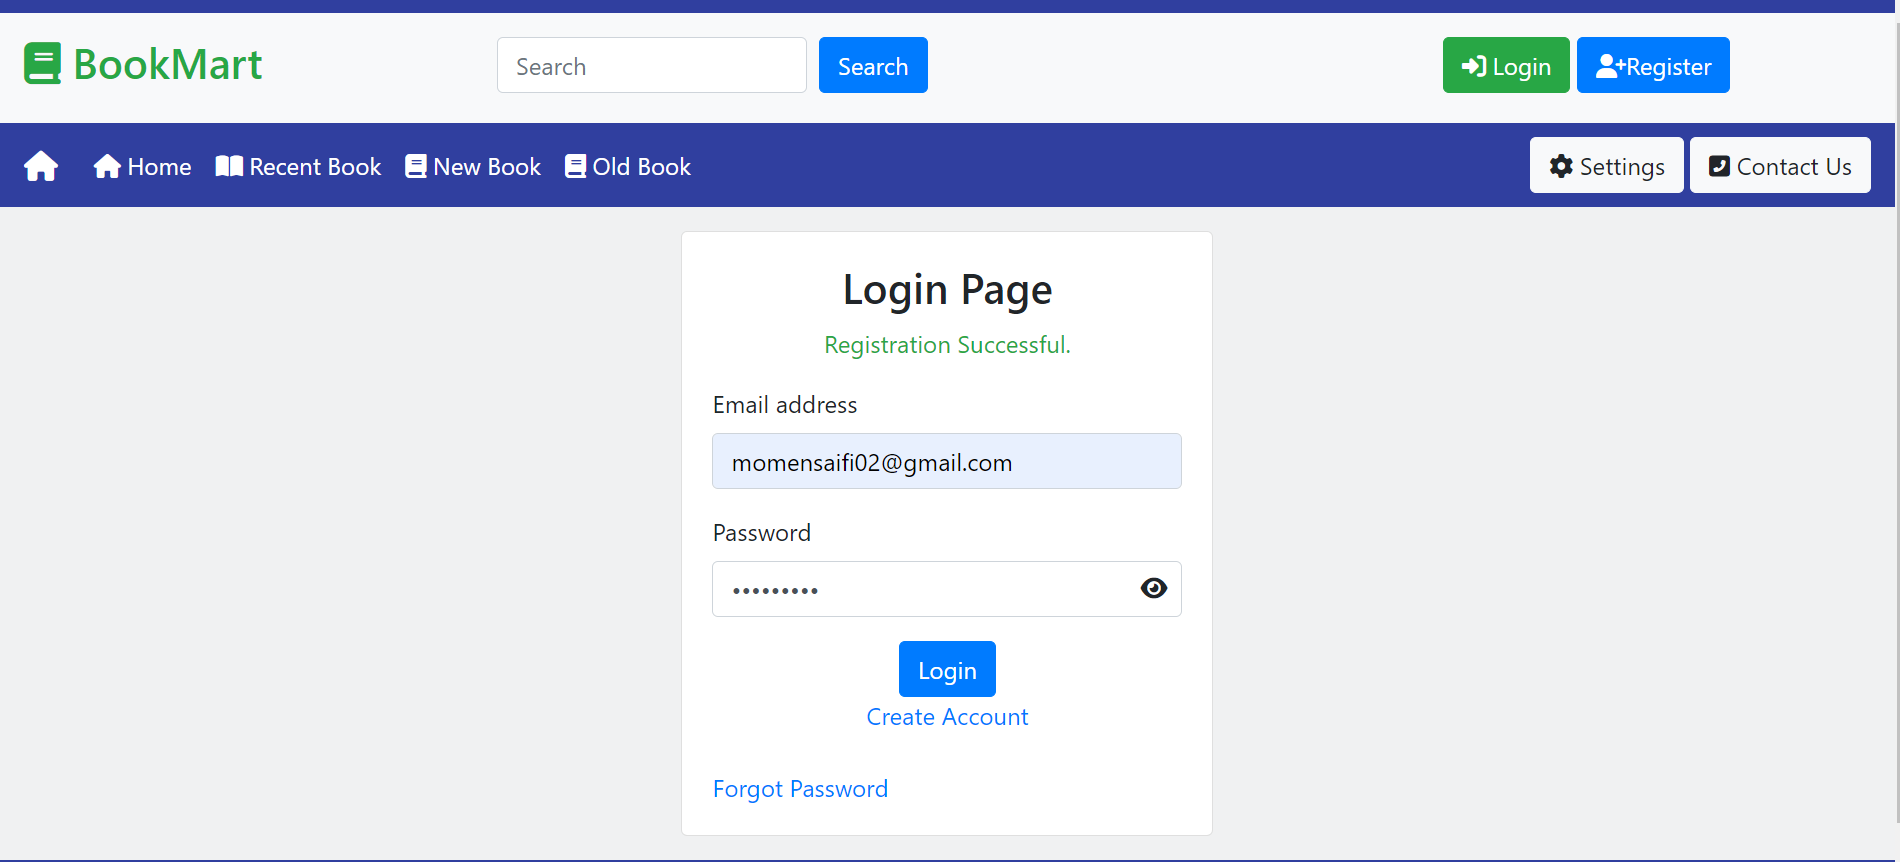 BookMart
Search Search
Login Register
Home Recent Book New Book Old Book
Settings Contact Us
Login Page
Registration Successful.
Email address
momensaifi02@gmail.com
Password
•••••••••
Login
Create Account
Forgot Password